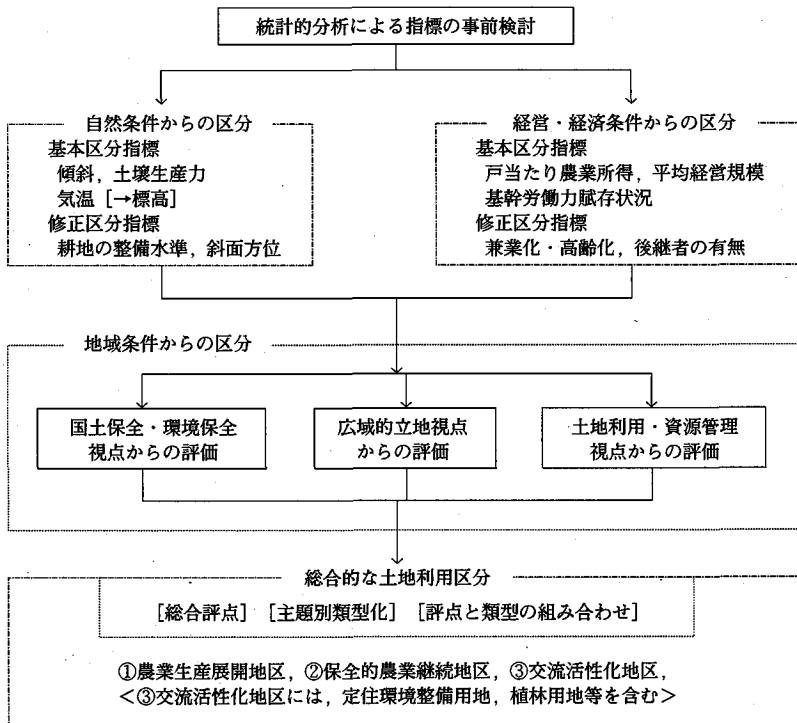 統計的分析による指標の事前検討
自然条件からの区分
基本区分指標
傾斜，土壌生産力
気温［→標高］
修正区分指標
耕地の整備水準，斜面方位
経営・経済条件からの区分
基本区分指標
戸当たり農業所得，平均経営規模
基幹労働力賦存状況
修正区分指標
兼業化・高齢化，後継者の有無
地域条件からの区分
国土保全・環境保全
視点からの評価
広域的立地視点
からの評価
土地利用・資源管理
視点からの評価
総合的な土地利用区分
［総合評点］［主題別類型化］ ［評点と類型の組み合わせ］
①農業生産展開地区，②保全的農業継続地区，③交流活性化地区，
＜③交流活性化地区には，定住環境整備用地，植林用地等を含む＞